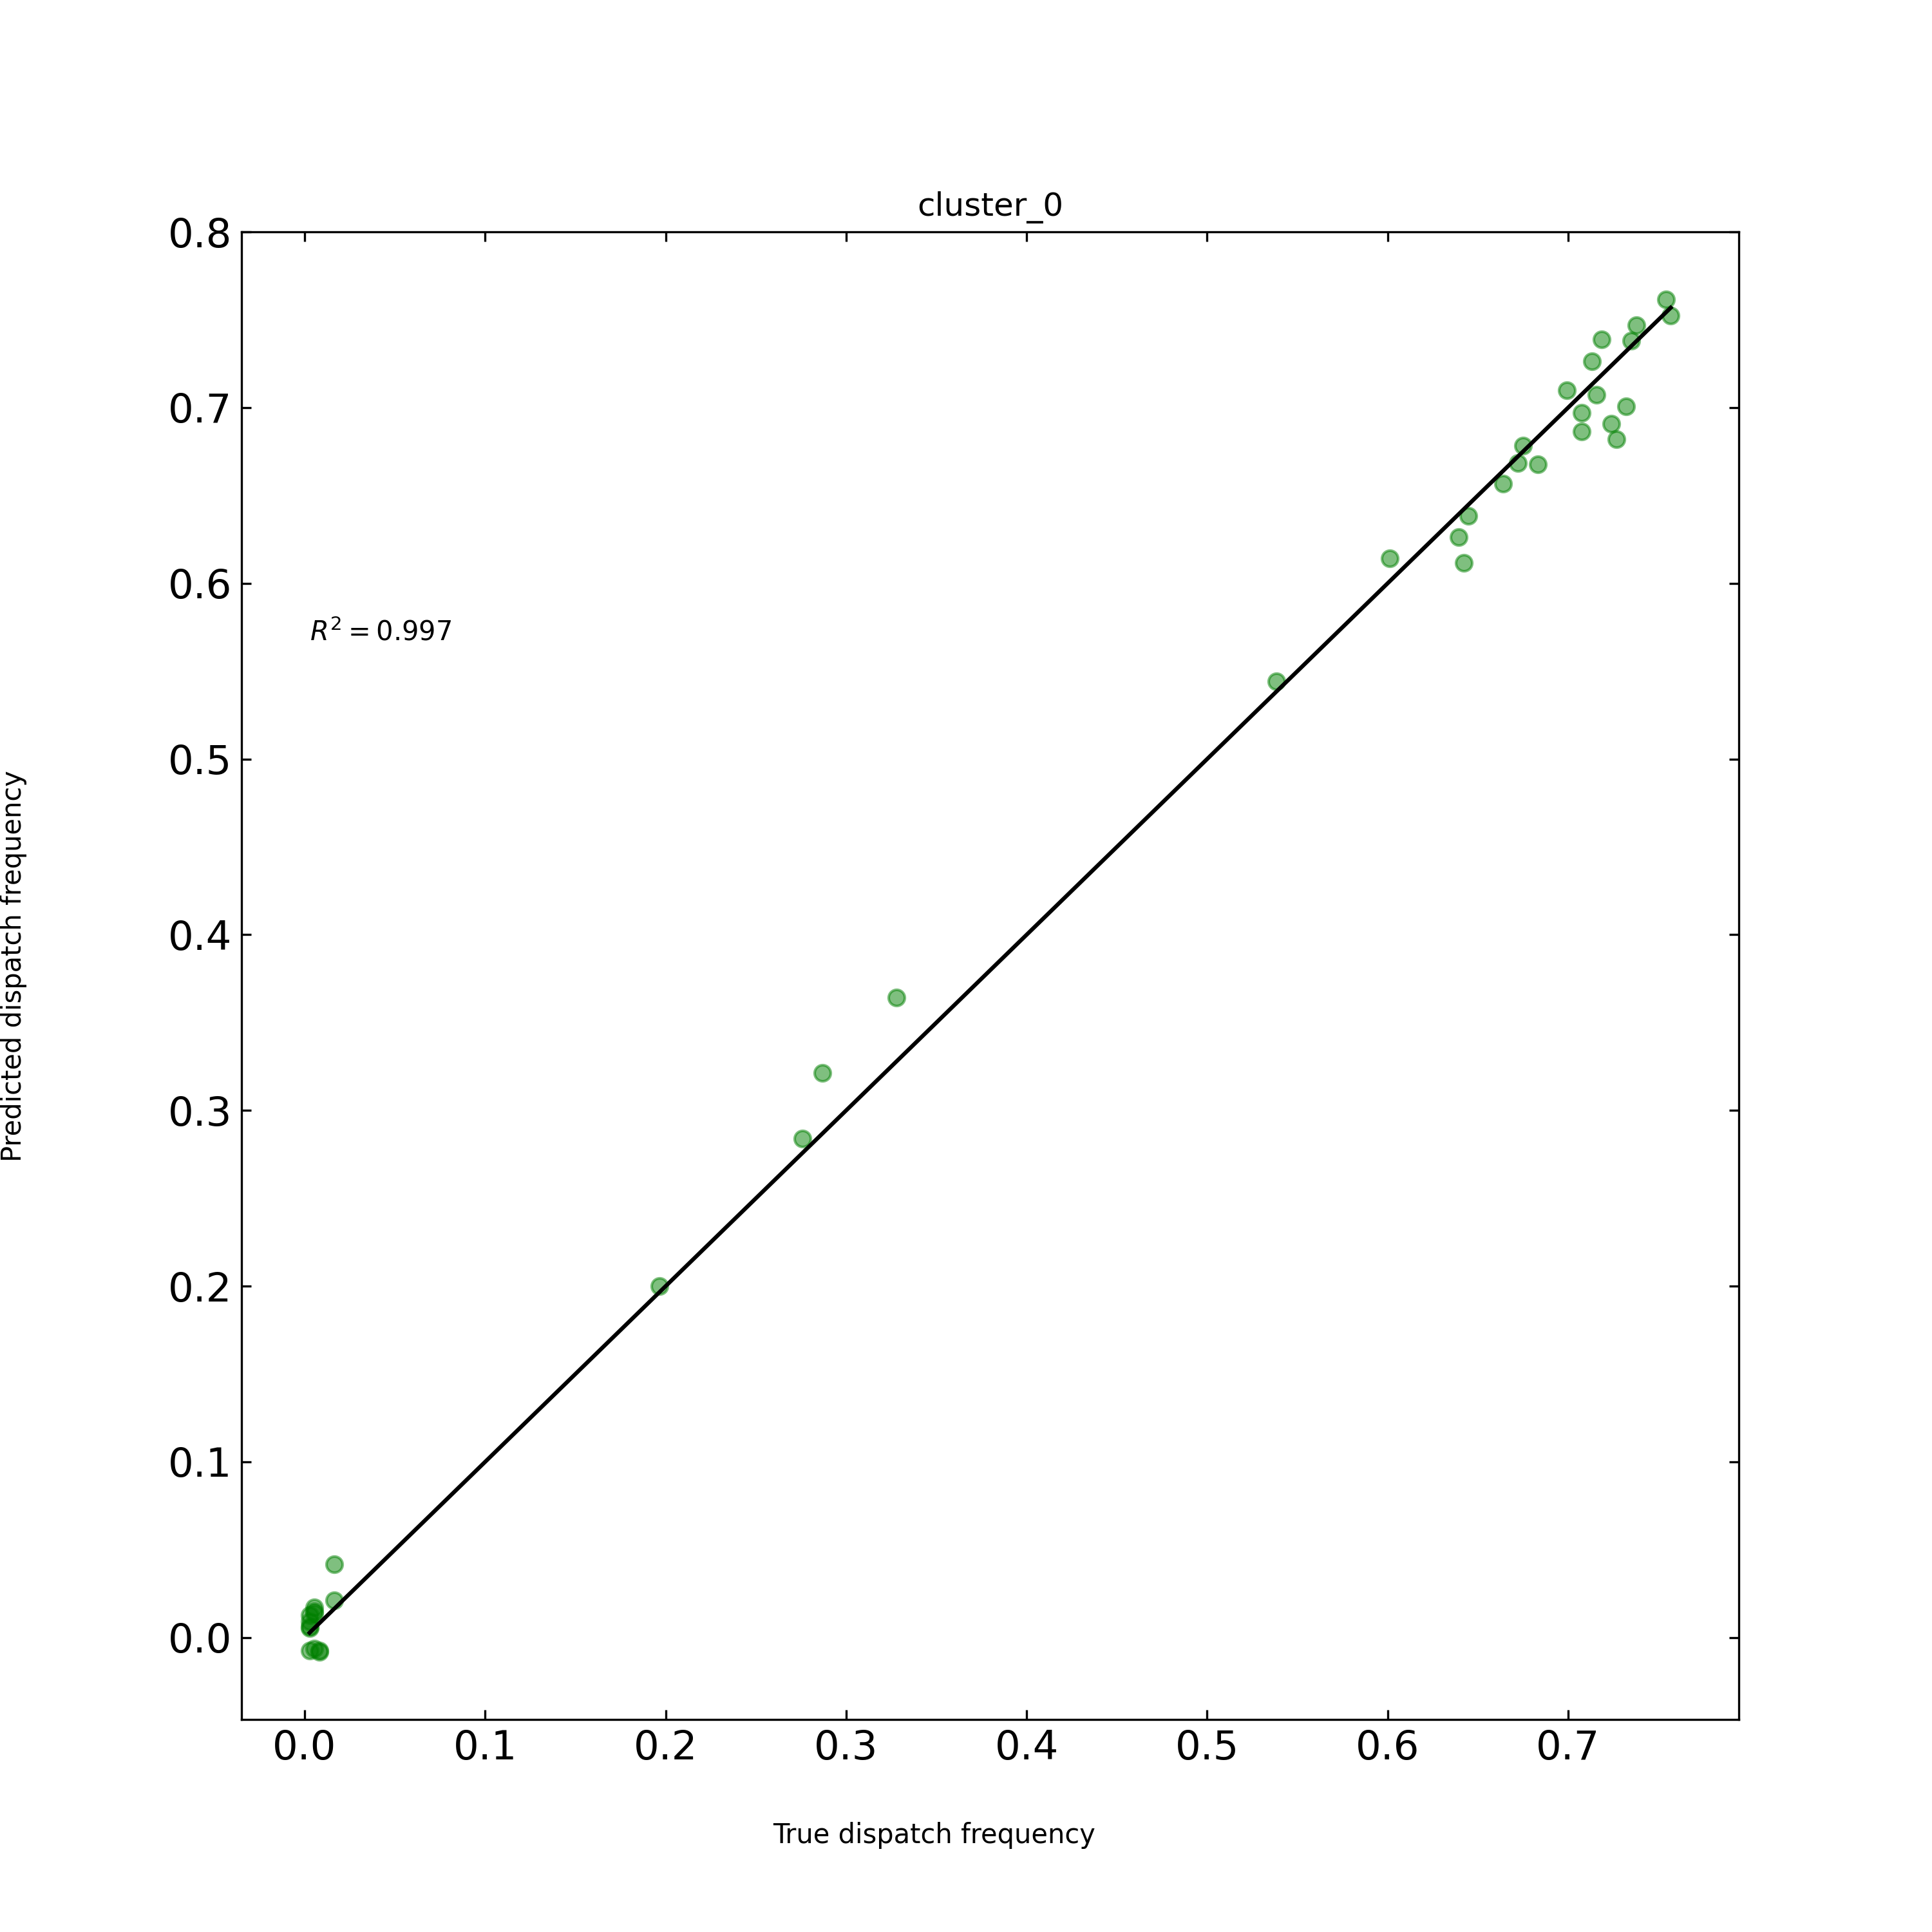 cluster_0
0.8
0.7
0.6
0.5
0.4
0.3
0.2
0.1
0.0
R² = 0.997
Predicted dispatch frequency
0.0 0.1 0.2 0.3 0.4 0.5 0.6 0.7
True dispatch frequency